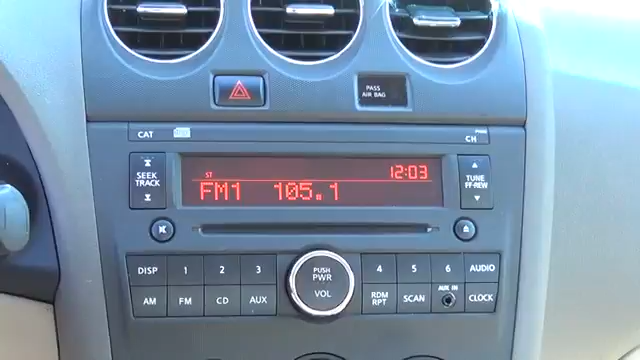 PASS
AIR BAG
CAT
CH
SEEK
TRACK
ST
12:03
FM1 105.1
TUNE
FF·REW
DISP 1 2 3
PUSH
PWR
VOL
4 5 6 AUDIO
AM FM CD AUX
RDM
RPT
SCAN
AUX IN
CLOCK